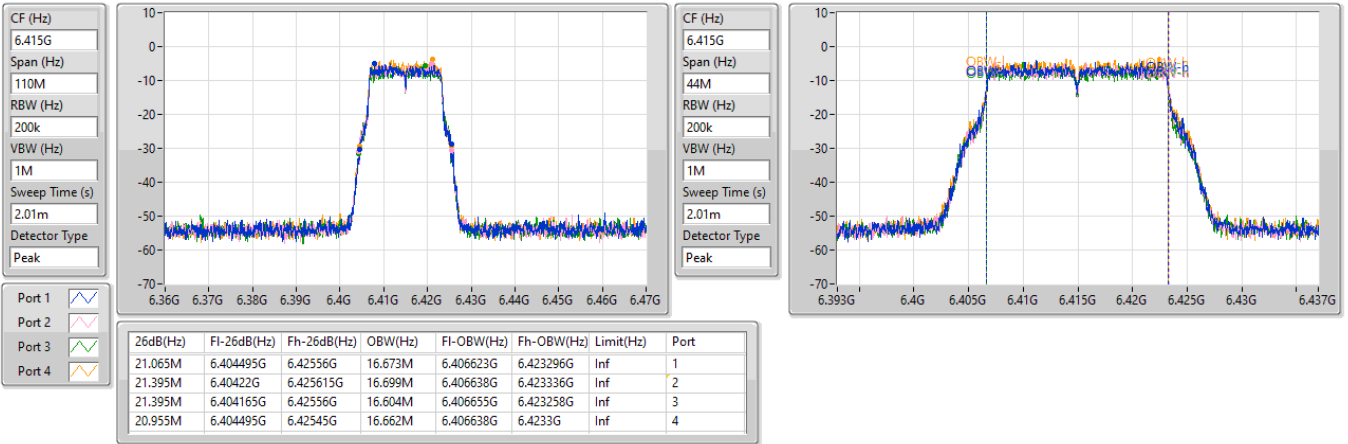 CF (Hz)
6.415G
Span (Hz)
110M
RBW (Hz)
200k
VBW (Hz)
1M
Sweep Time (s)
2.01m
Detector Type
Peak
10
0
-10
-20
-30
-40
-50
-60
-70
6.36G 6.37G 6.38G 6.39G 6.4G 6.41G 6.42G 6.43G 6.44G 6.45G 6.46G 6.47G
CF (Hz)
6.415G
Span (Hz)
44M
RBW (Hz)
200k
VBW (Hz)
1M
Sweep Time (s)
2.01m
Detector Type
Peak
10
0
-10
-20
-30
-40
-50
-60
-70
6.393G 6.4G 6.405G 6.41G 6.415G 6.42G 6.425G 6.43G 6.437G
Port 1
Port 2
Port 3
Port 4
26dB(Hz) Fl-26dB(Hz) Fh-26dB(Hz) OBW(Hz) Fl-OBW(Hz) Fh-OBW(Hz) Limit(Hz) Port
21.065M 6.404495G 6.42556G 16.673M 6.406623G 6.423296G Inf 1
21.395M 6.40422G 6.425615G 16.699M 6.406638G 6.423336G Inf 2
21.395M 6.404165G 6.42556G 16.604M 6.406655G 6.423258G Inf 3
20.955M 6.404495G 6.42545G 16.662M 6.406638G 6.4233G Inf 4